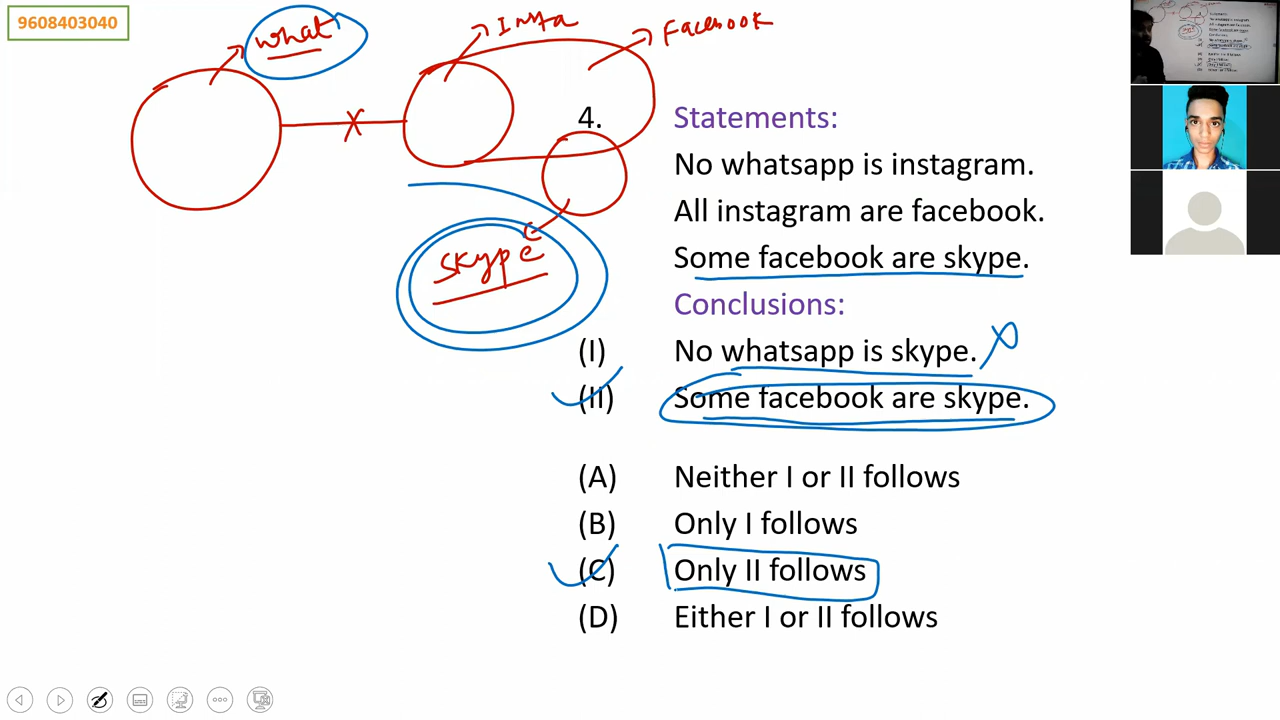 9608403040
what
Insta
Facebook
skype
4. Statements:
No whatsapp is instagram.
All instagram are facebook.
Some facebook are skype.
Conclusions:
(I) No whatsapp is skype.
(II) Some facebook are skype.
(A) Neither I or II follows
(B) Only I follows
(C) Only II follows
(D) Either I or II follows